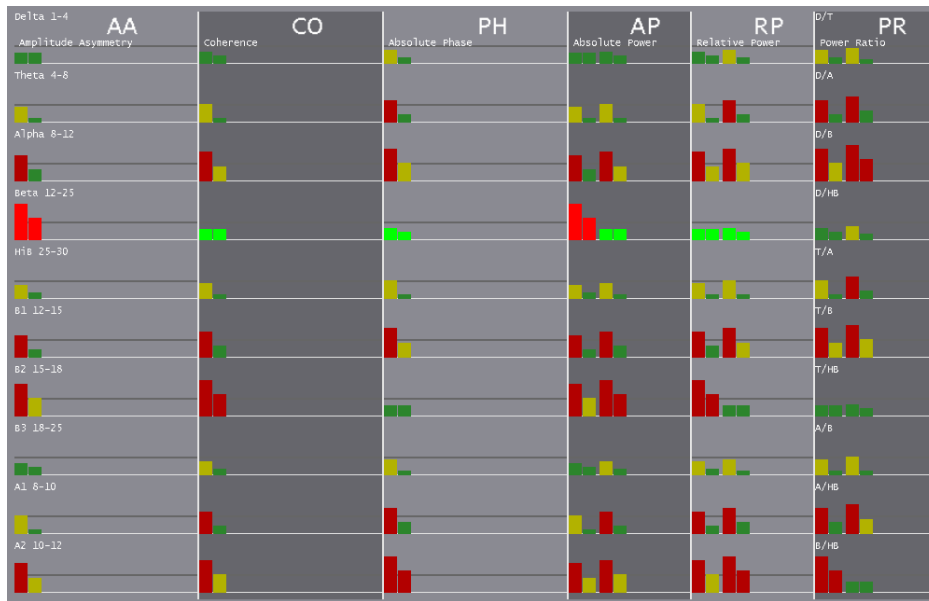 AA CO PH AP RP PR
Amplitude Asymmetry Coherence Absolute Phase Absolute Power Relative Power Power Ratio
Delta 1-4 D/T
Theta 4-8 D/A
Alpha 8-12 D/B
Beta 12-25 D/HB
HiB 25-30 T/A
B1 12-15 T/B
B2 15-18 T/HB
B3 18-25 A/B
A1 8-10 A/HB
A2 10-12 B/HB